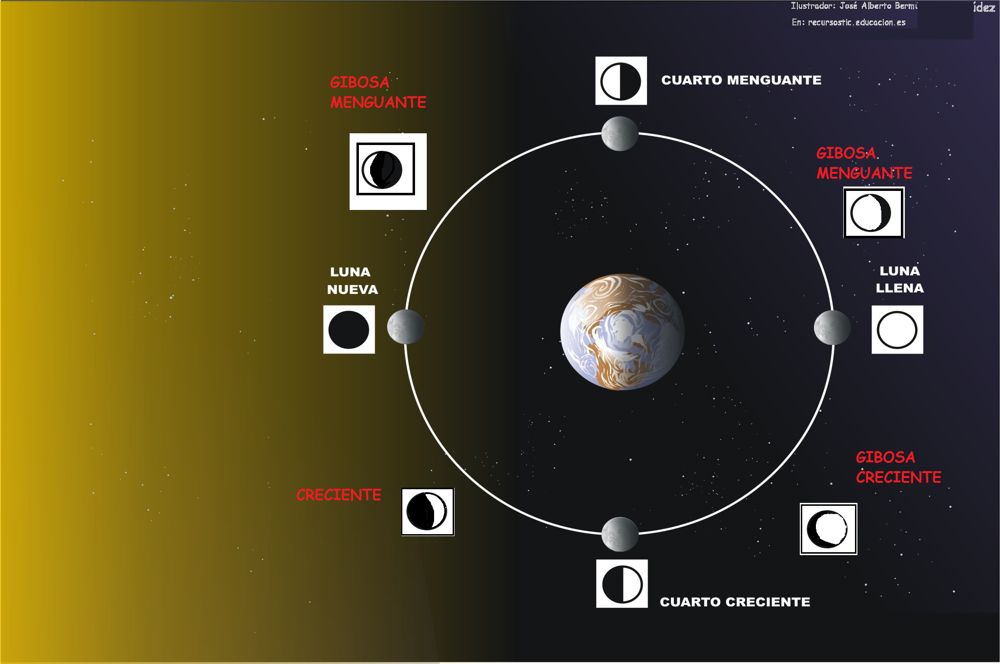 Ilustrador: José Alberto Bermú
ídez
En: recursostic.educacion.es
CUARTO MENGUANTE
GIBOSA
MENGUANTE
GIBOSA
MENGUANTE
LUNA
NUEVA
LUNA
LLENA
GIBOSA
CRECIENTE
CRECIENTE
CUARTO CRECIENTE